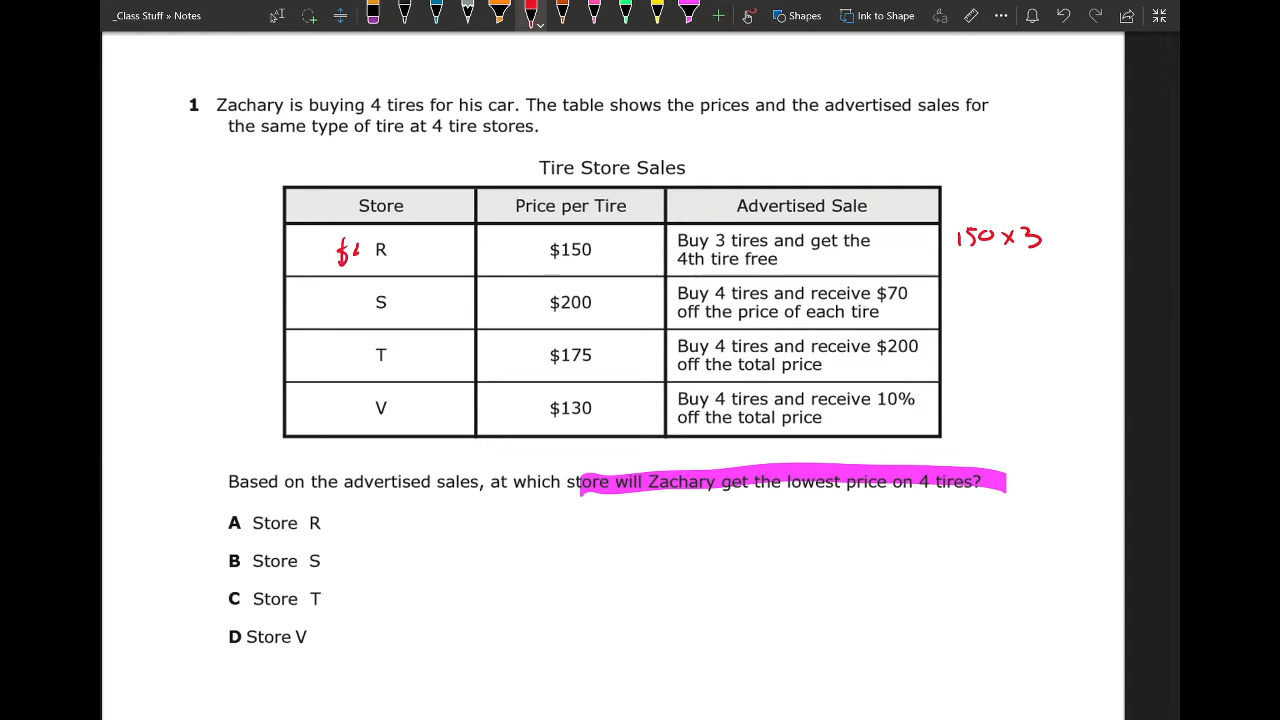 _Class Stuff » Notes
Shapes
Ink to Shape
1 Zachary is buying 4 tires for his car. The table shows the prices and the advertised sales for
the same type of tire at 4 tire stores.
Tire Store Sales
Store Price per Tire Advertised Sale
R $150 Buy 3 tires and get the
4th tire free
150 x 3
S $200 Buy 4 tires and receive $70
off the price of each tire
T $175 Buy 4 tires and receive $200
off the total price
V $130 Buy 4 tires and receive 10%
off the total price
Based on the advertised sales, at which store will Zachary get the lowest price on 4 tires?
A Store R
B Store S
C Store T
D Store V